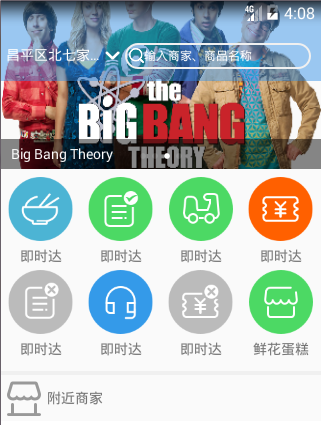 4G 4:08
昌平区北七家... 输入商家、商品名称
the
BIG BANG
THEORY
Big Bang Theory
即时达 即时达 即时达 即时达
即时达 即时达 即时达 鲜花蛋糕
附近商家